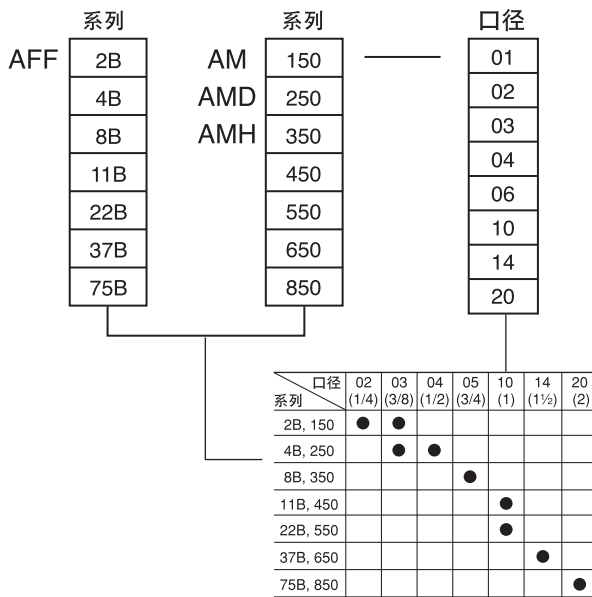 系列 系列 口径
AFF 2B AM 150 01
4B AMD 250 02
8B AMH 350 03
11B 450 04
22B 550 06
37B 650 10
75B 850 14
20
口径 02 03 04 05 10 14 20
系列 (1/4) (3/8) (1/2) (3/4) (1) (1½) (2)
2B, 150
4B, 250
8B, 350
11B, 450
22B, 550
37B, 650
75B, 850